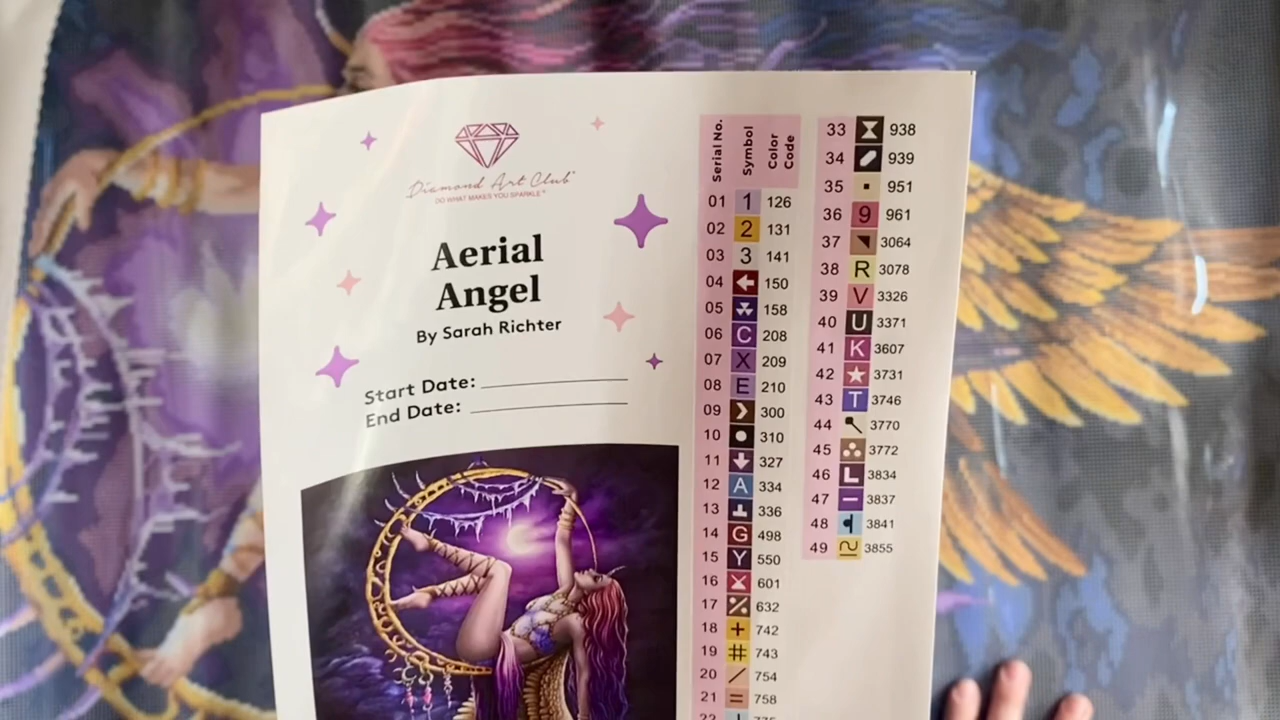 Diamond Art Club
DO WHAT MAKES YOU SPARKLE
Aerial
Angel
By Sarah Richter
Start Date:
End Date:
Serial No. Symbol Color Code
01 1 126
02 2 131
03 3 141
04 150
05 158
06 C 208
07 X 209
08 E 210
09 300
10 310
11 327
12 A 334
13 336
14 G 498
15 Y 550
16 601
17 632
18 + 742
19 # 743
20 / 754
21 = 758
22
33 938
34 939
35 951
36 9 961
37 3064
38 R 3078
39 V 3326
40 U 3371
41 K 3607
42 3731
43 T 3746
44 3770
45 3772
46 L 3834
47 – 3837
48 3841
49 3855